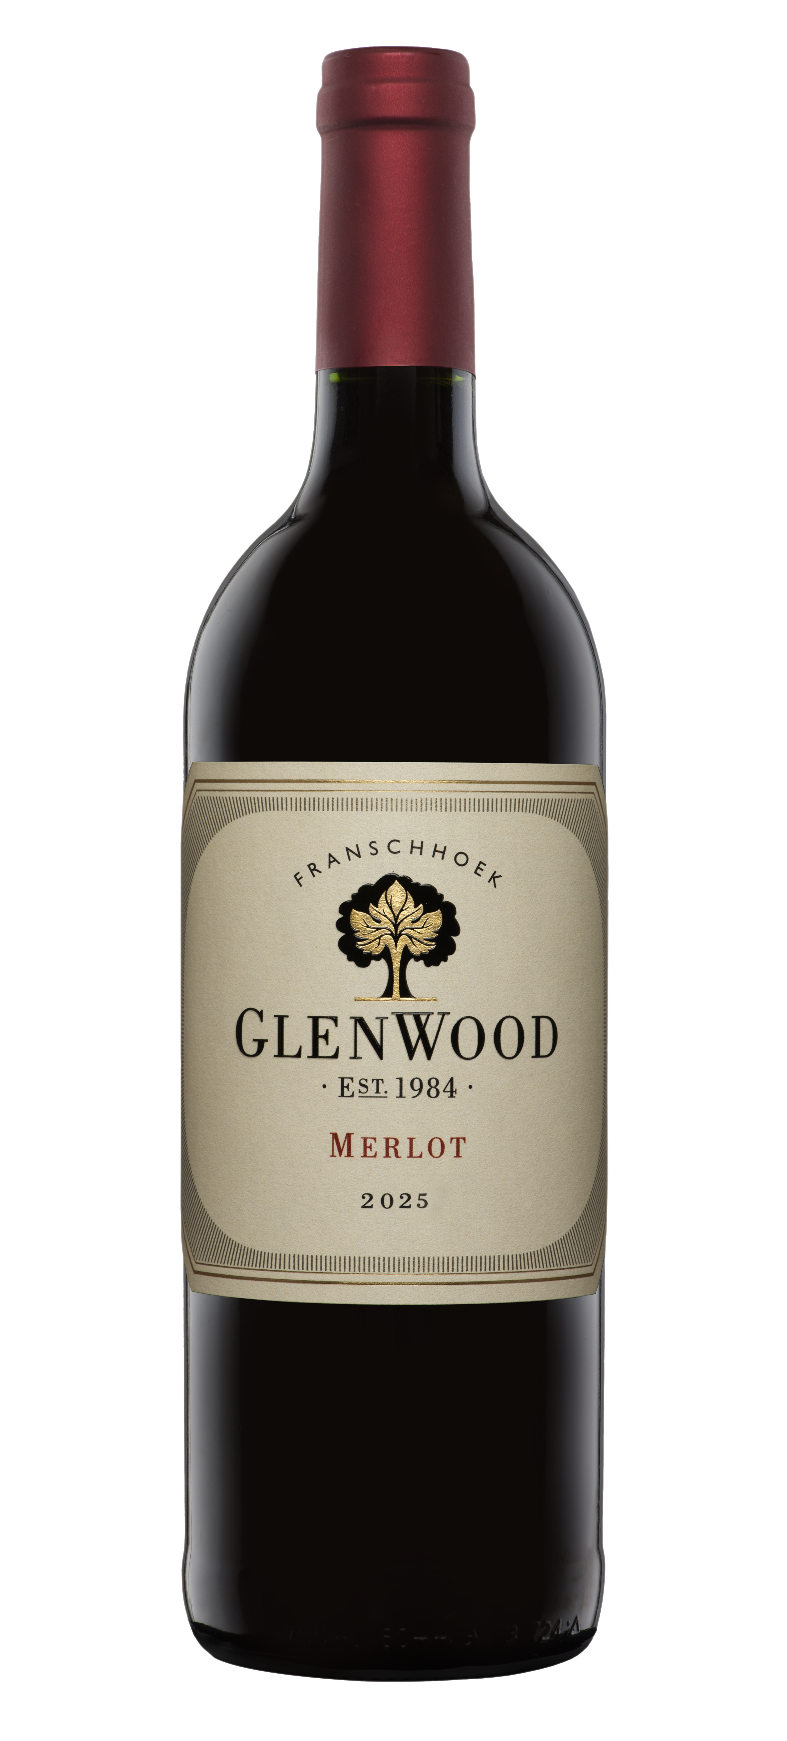 FRANSCHHOEK
GLENWOOD
· EST. 1984 ·
MERLOT
2025